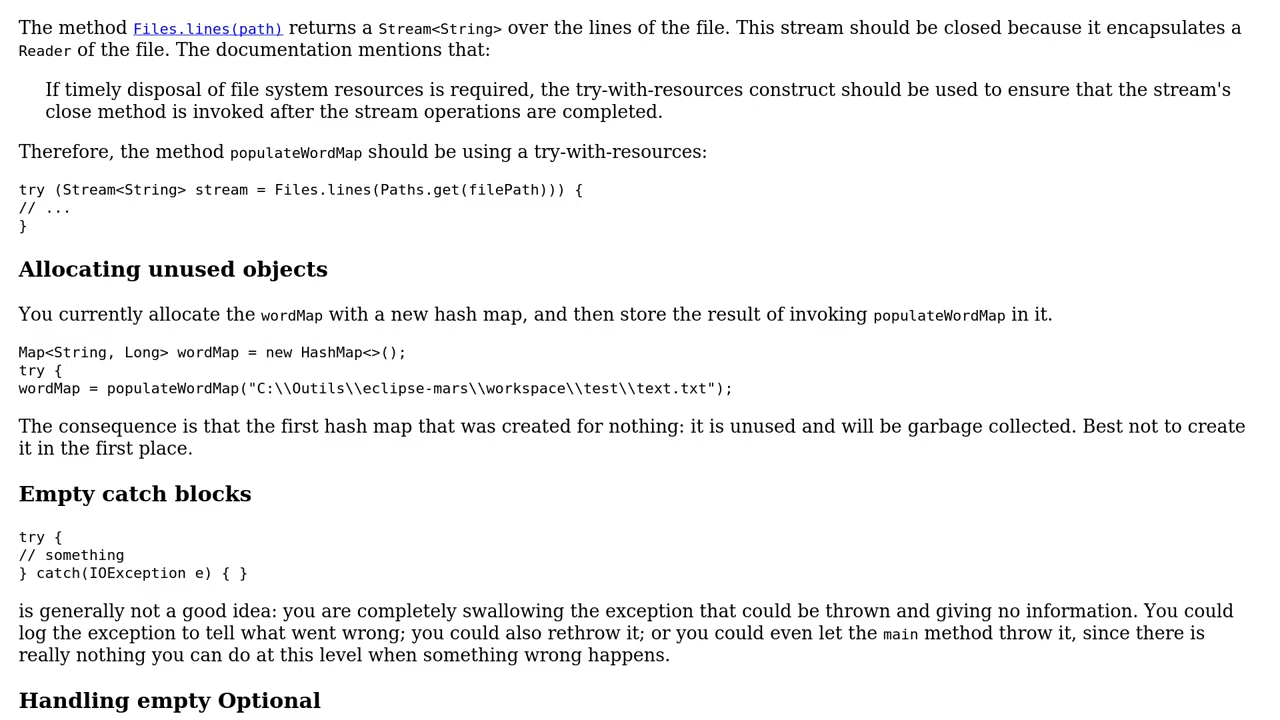 The method Files.lines(path) returns a Stream<String> over the lines of the file. This stream should be closed because it encapsulates a
Reader of the file. The documentation mentions that:
If timely disposal of file system resources is required, the try-with-resources construct should be used to ensure that the stream's
close method is invoked after the stream operations are completed.
Therefore, the method populateWordMap should be using a try-with-resources:
try (Stream<String> stream = Files.lines(Paths.get(filePath))) {
// ...
}
Allocating unused objects
You currently allocate the wordMap with a new hash map, and then store the result of invoking populateWordMap in it.
Map<String, Long> wordMap = new HashMap<>();
try {
wordMap = populateWordMap("C:\\Outils\\eclipse-mars\\workspace\\test\\text.txt");
The consequence is that the first hash map that was created for nothing: it is unused and will be garbage collected. Best not to create
it in the first place.
Empty catch blocks
try {
// something
} catch(IOException e) { }
is generally not a good idea: you are completely swallowing the exception that could be thrown and giving no information. You could
log the exception to tell what went wrong; you could also rethrow it; or you could even let the main method throw it, since there is
really nothing you can do at this level when something wrong happens.
Handling empty Optional